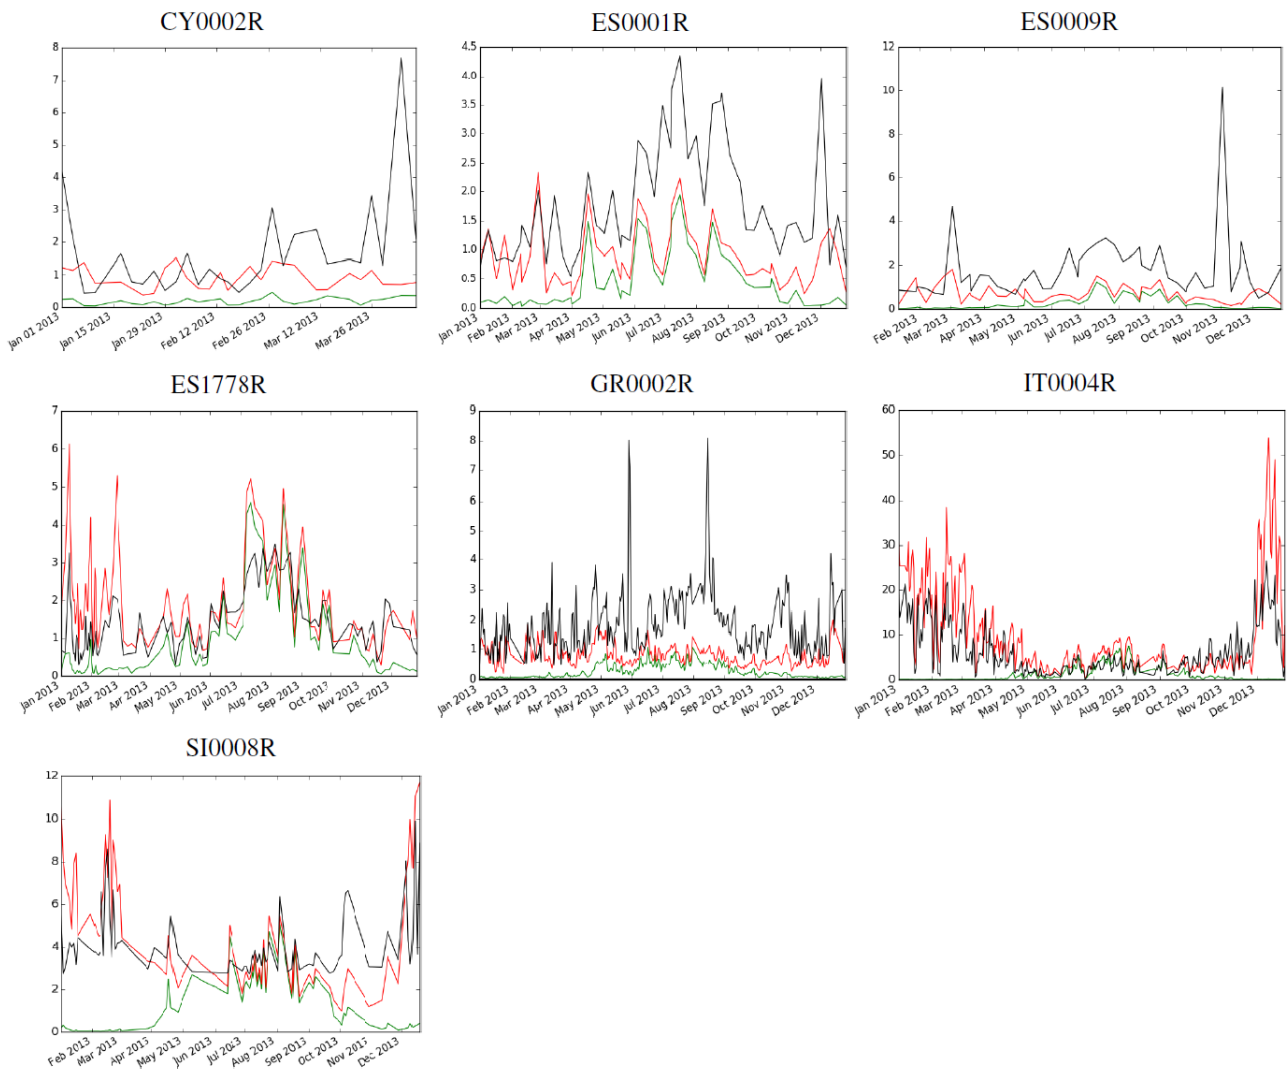 CY0002R
8
7
6
5
4
3
2
1
0
Jan 01 2013
Jan 15 2013
Jan 29 2013
Feb 12 2013
Feb 26 2013
Mar 12 2013
Mar 26 2013
ES0001R
4.5
4.0
3.5
3.0
2.5
2.0
1.5
1.0
0.5
0.0
Jan 2013
Feb 2013
Mar 2013
Apr 2013
May 2013
Jun 2013
Jul 2013
Aug 2013
Sep 2013
Oct 2013
Nov 2013
Dec 2013
ES0009R
12
10
8
6
4
2
0
Feb 2013
Mar 2013
Apr 2013
May 2013
Jun 2013
Jul 2013
Aug 2013
Sep 2013
Oct 2013
Nov 2013
Dec 2013
ES1778R
7
6
5
4
3
2
1
0
Jan 2013
Feb 2013
Mar 2013
Apr 2013
May 2013
Jun 2013
Jul 2013
Aug 2013
Sep 2013
Oct 2013
Nov 2013
Dec 2013
GR0002R
9
8
7
6
5
4
3
2
1
0
Jan 2013
Feb 2013
Mar 2013
Apr 2013
May 2013
Jun 2013
Jul 2013
Aug 2013
Sep 2013
Oct 2013
Nov 2013
Dec 2013
IT0004R
60
50
40
30
20
10
0
Jan 2013
Feb 2013
Mar 2013
Apr 2013
May 2013
Jun 2013
Jul 2013
Aug 2013
Sep 2013
Oct 2013
Nov 2013
Dec 2013
SI0008R
12
10
8
6
4
2
0
Feb 2013
Mar 2013
Apr 2013
May 2013
Jun 2013
Jul 2013
Aug 2013
Sep 2013
Oct 2013
Nov 2013
Dec 2013